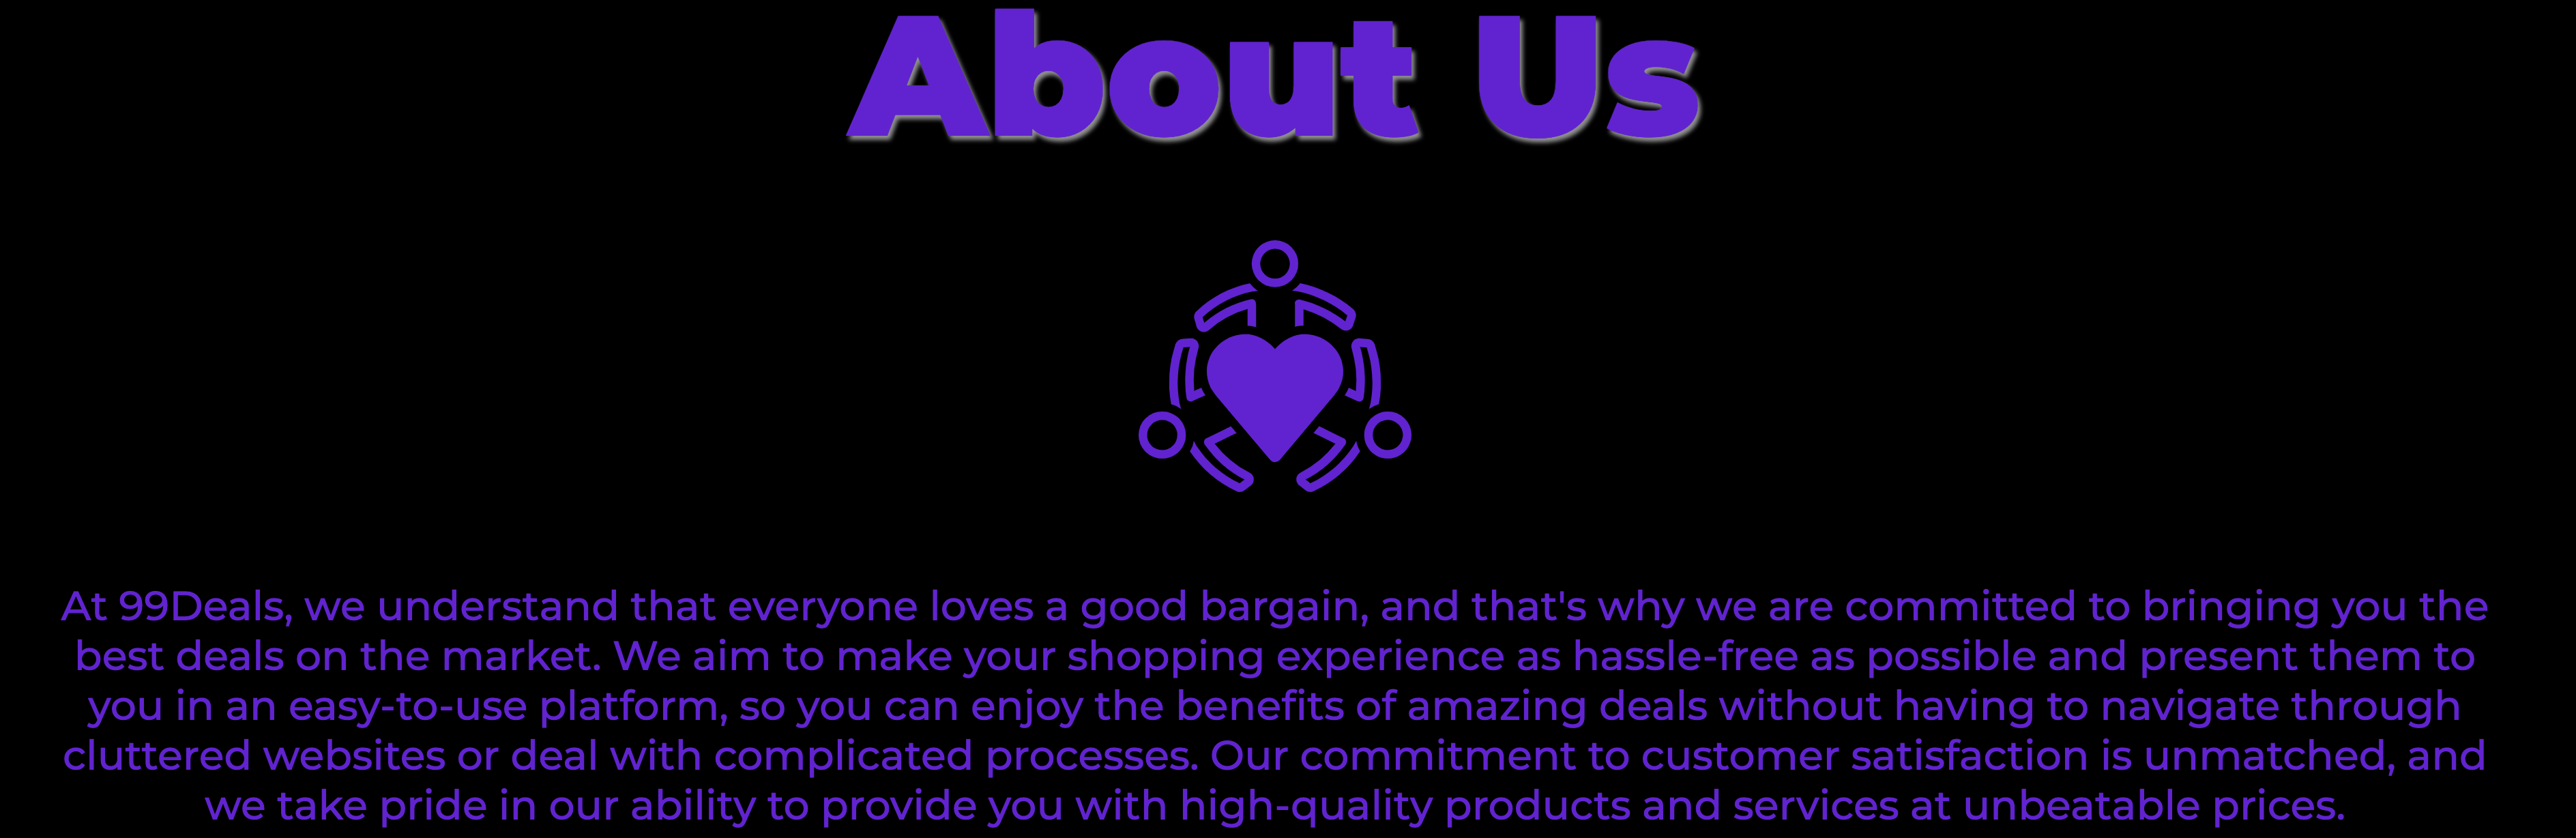 About Us
At 99Deals, we understand that everyone loves a good bargain, and that's why we are committed to bringing you the
best deals on the market. We aim to make your shopping experience as hassle-free as possible and present them to
you in an easy-to-use platform, so you can enjoy the benefits of amazing deals without having to navigate through
cluttered websites or deal with complicated processes. Our commitment to customer satisfaction is unmatched, and
we take pride in our ability to provide you with high-quality products and services at unbeatable prices.